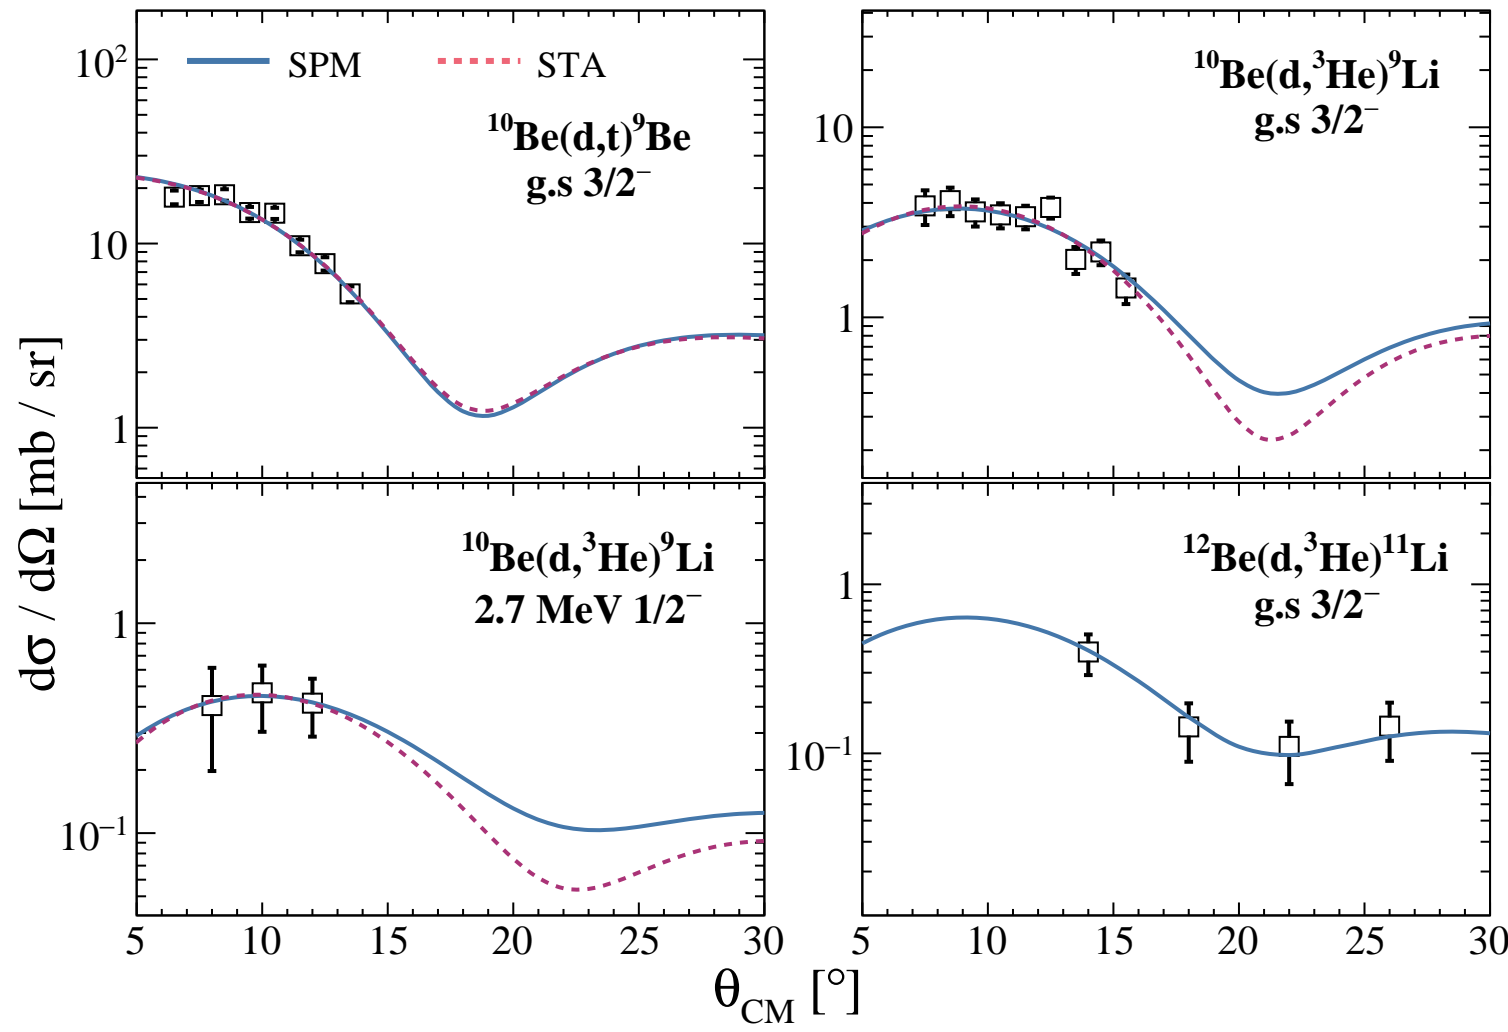 dσ / dΩ [mb / sr]
10²
10
1
SPM
STA
¹⁰Be(d,t)⁹Be
g.s 3/2⁻
10
1
¹⁰Be(d,³He)⁹Li
g.s 3/2⁻
1
10⁻¹
¹⁰Be(d,³He)⁹Li
2.7 MeV 1/2⁻
5 10 15 20 25 30
1
10⁻¹
¹²Be(d,³He)¹¹Li
g.s 3/2⁻
5 10 15 20 25 30
θCM [°]